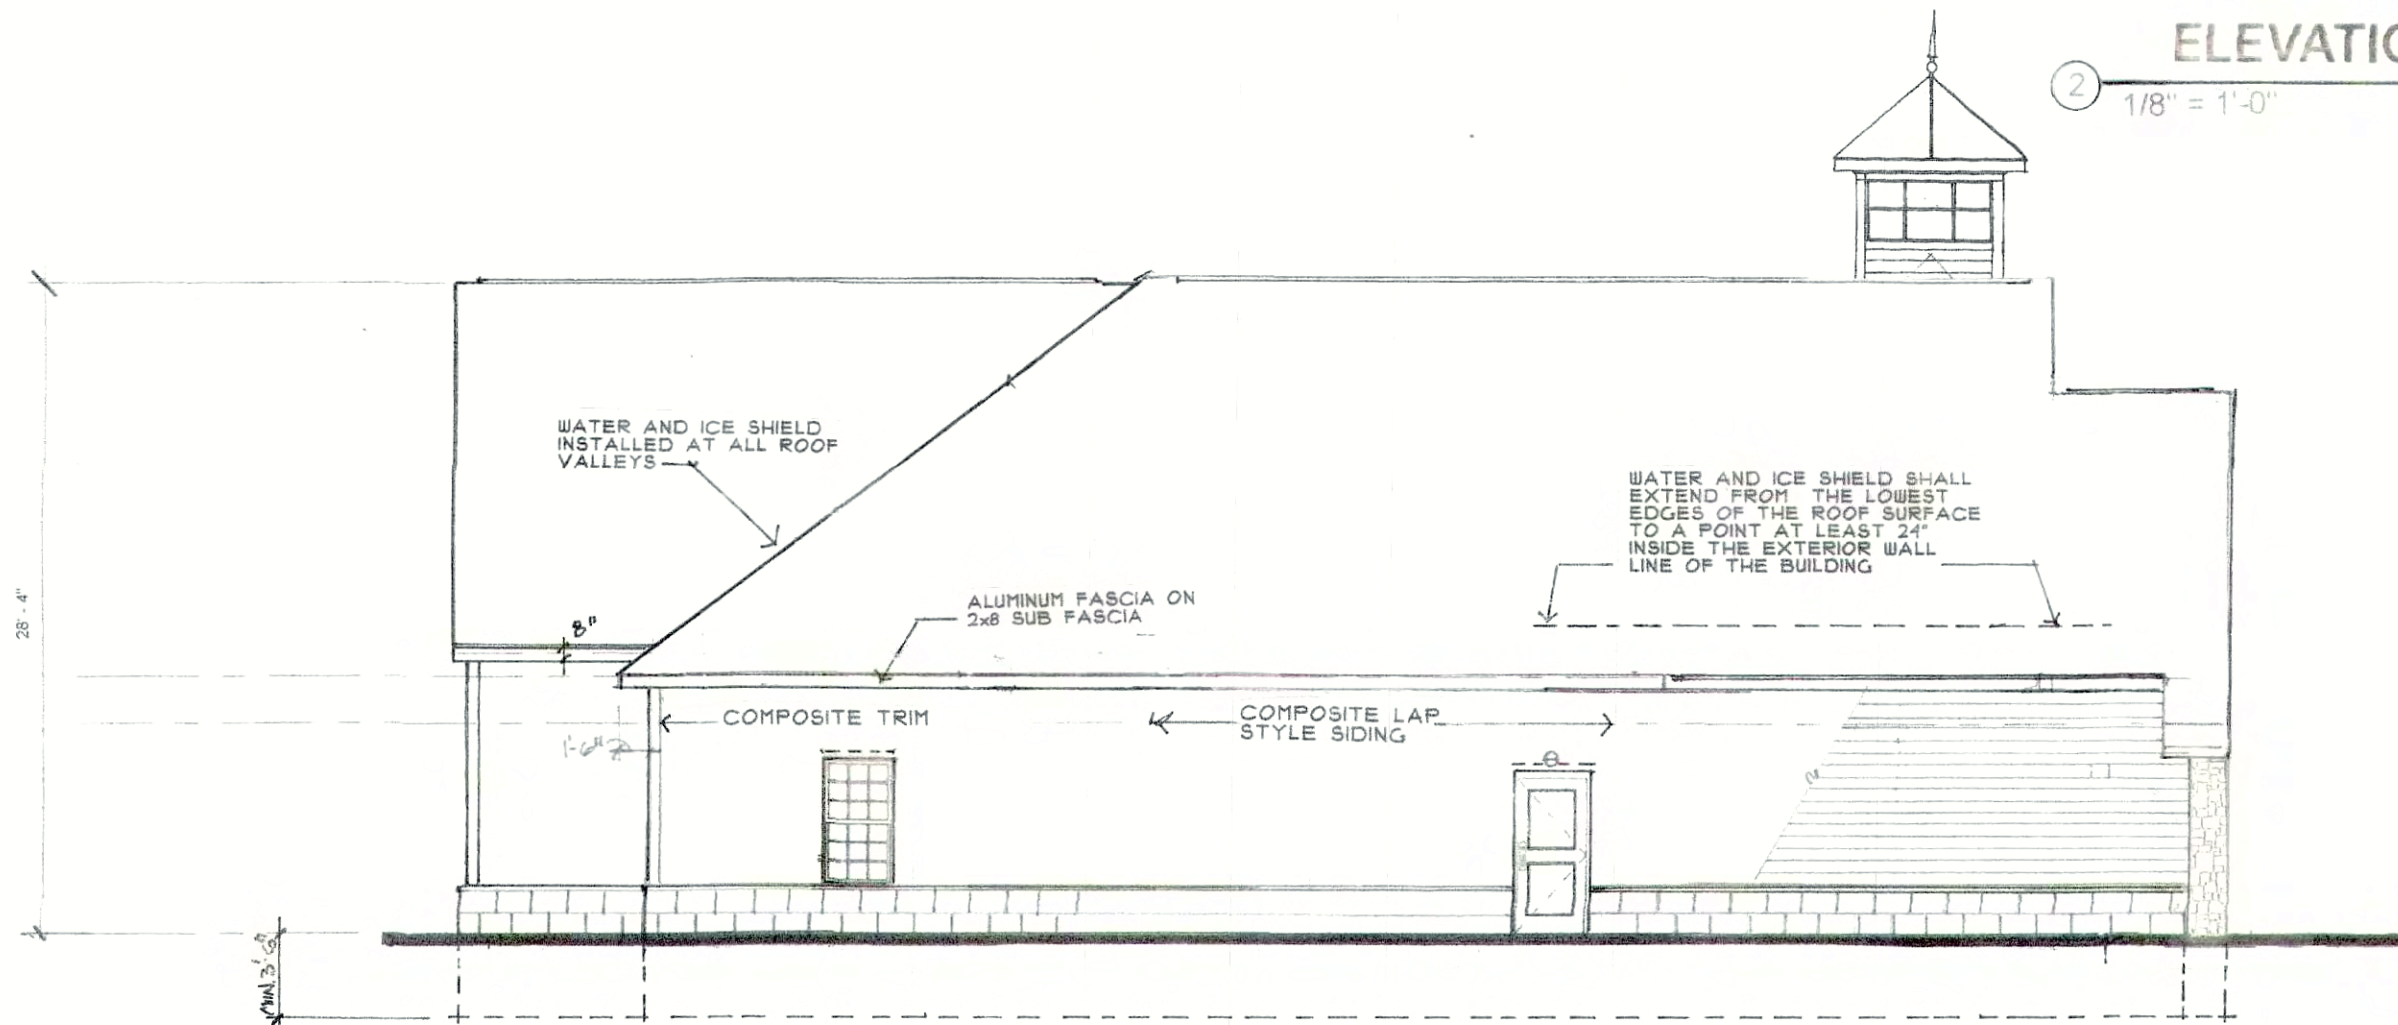 ELEVATIO
2
1/8" = 1'-0"
WATER AND ICE SHIELD
INSTALLED AT ALL ROOF
VALLEYS
WATER AND ICE SHIELD SHALL
EXTEND FROM THE LOWEST
EDGES OF THE ROOF SURFACE
TO A POINT AT LEAST 24"
INSIDE THE EXTERIOR WALL
LINE OF THE BUILDING
ALUMINUM FASCIA ON
2x8 SUB FASCIA
28' - 4"
8"
COMPOSITE TRIM
COMPOSITE LAP
STYLE SIDING
1'-6"
MIN. 3'-6"